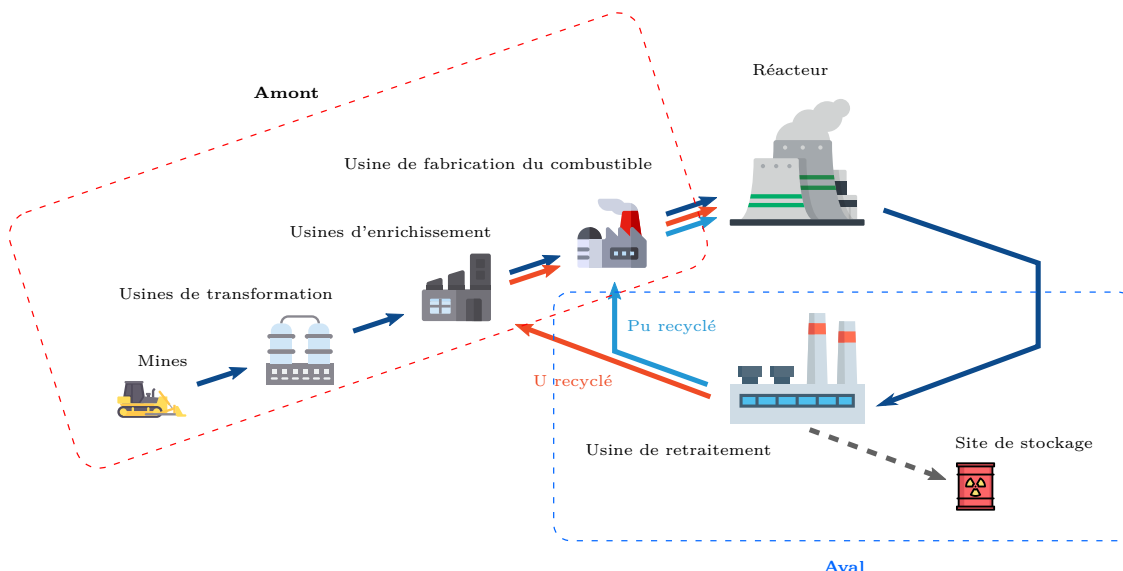 Réacteur
Amont
Usine de fabrication du combustible
Usines d'enrichissement
Usines de transformation
Pu recyclé
Mines
U recyclé
Usine de retraitement
Site de stockage
Aval